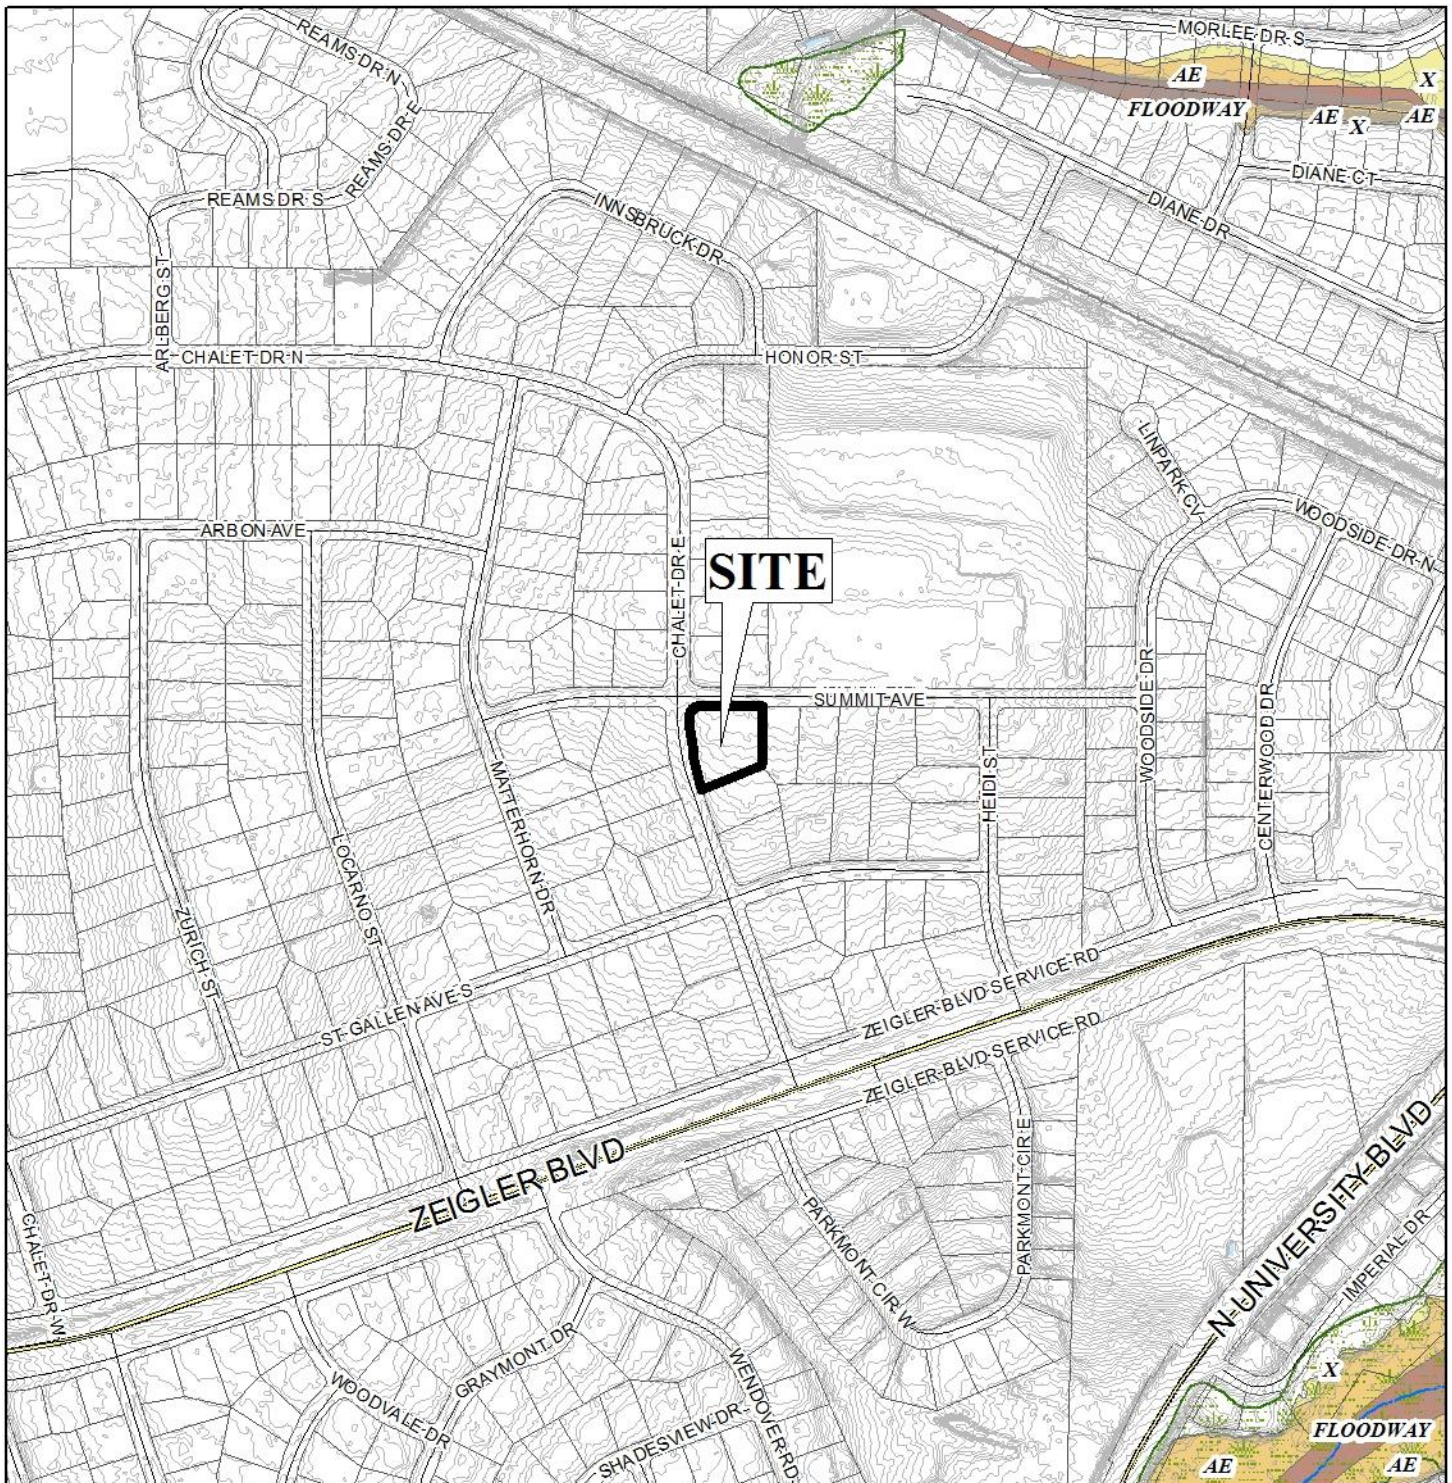 REAMS DR N
MORLEE DR S
AE
X
FLOODWAY
AE
X
AE
REAMS DR E
REAMS DR S
DIANE CT
INNSBRUCK DR
DIANE DR
ARLBERG ST
CHALET DR N
HONOR ST
LINPARK CV
WOODSIDE DR N
ARBON AVE
CHALET DR E
SITE
SUMMIT AVE
WOODSIDE DR
CENTERWOOD DR
HEIDI ST
MATTERHORN DR
LOCARNO ST
ZURICH ST
ST GALLEN AVE S
ZEIGLER BLVD SERVICE RD
ZEIGLER BLVD SERVICE RD
ZEIGLER BLVD
PARKMONT CIR E
PARKMONT CIR W
N UNIVERSITY BLVD
IMPERIAL DR
CHALET DR W
GRAYMONT DR
WOODVALE DR
WENDOVER RD
SHADESVIEW DR
X
FLOODWAY
AE
AE